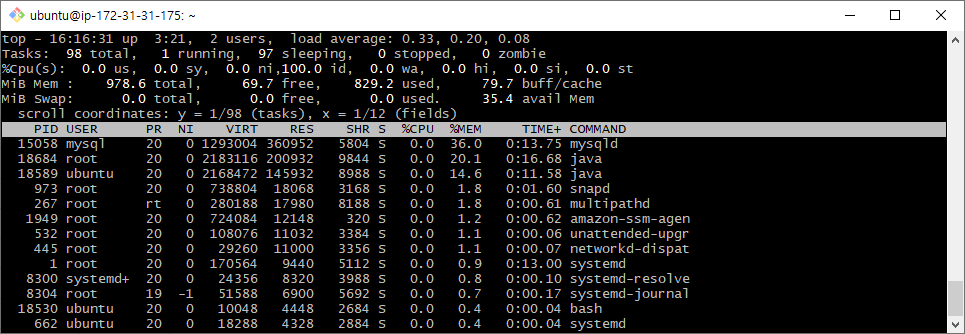 ubuntu@ip-172-31-31-175: ~
top - 16:16:31 up  3:21,  2 users,  load average: 0.33, 0.20, 0.08
Tasks:  98 total,   1 running,  97 sleeping,   0 stopped,   0 zombie
%Cpu(s):  0.0 us,  0.0 sy,  0.0 ni,100.0 id,  0.0 wa,  0.0 hi,  0.0 si,  0.0 st
MiB Mem :    978.6 total,     69.7 free,    829.2 used,     79.7 buff/cache
MiB Swap:      0.0 total,      0.0 free,      0.0 used.     35.4 avail Mem
  scroll coordinates: y = 1/98 (tasks), x = 1/12 (fields)
    PID USER      PR  NI    VIRT    RES    SHR S  %CPU  %MEM     TIME+ COMMAND
  15058 mysql     20   0 1293004 360952   5804 S   0.0  36.0   0:13.75 mysqld
  18684 root      20   0 2183116 200932   9844 S   0.0  20.1   0:16.68 java
  18589 ubuntu    20   0 2168472 145932   8988 S   0.0  14.6   0:11.58 java
    973 root      20   0  738804  18068   3168 S   0.0   1.8   0:01.60 snapd
    267 root      rt   0  280188  17980   8188 S   0.0   1.8   0:00.61 multipathd
   1949 root      20   0  724084  12148    320 S   0.0   1.2   0:00.62 amazon-ssm-agen
    532 root      20   0  108076  11032   3384 S   0.0   1.1   0:00.06 unattended-upgr
    445 root      20   0   29260  11000   3356 S   0.0   1.1   0:00.07 networkd-dispat
      1 root      20   0  170564   9440   5112 S   0.0   0.9   0:13.00 systemd
   8300 systemd+  20   0   24356   8320   3988 S   0.0   0.8   0:00.10 systemd-resolve
   8304 root      19  -1   51588   6900   5692 S   0.0   0.7   0:00.17 systemd-journal
  18530 ubuntu    20   0   10048   4448   2684 S   0.0   0.4   0:00.04 bash
    662 ubuntu    20   0   18288   4328   2884 S   0.0   0.4   0:00.04 systemd